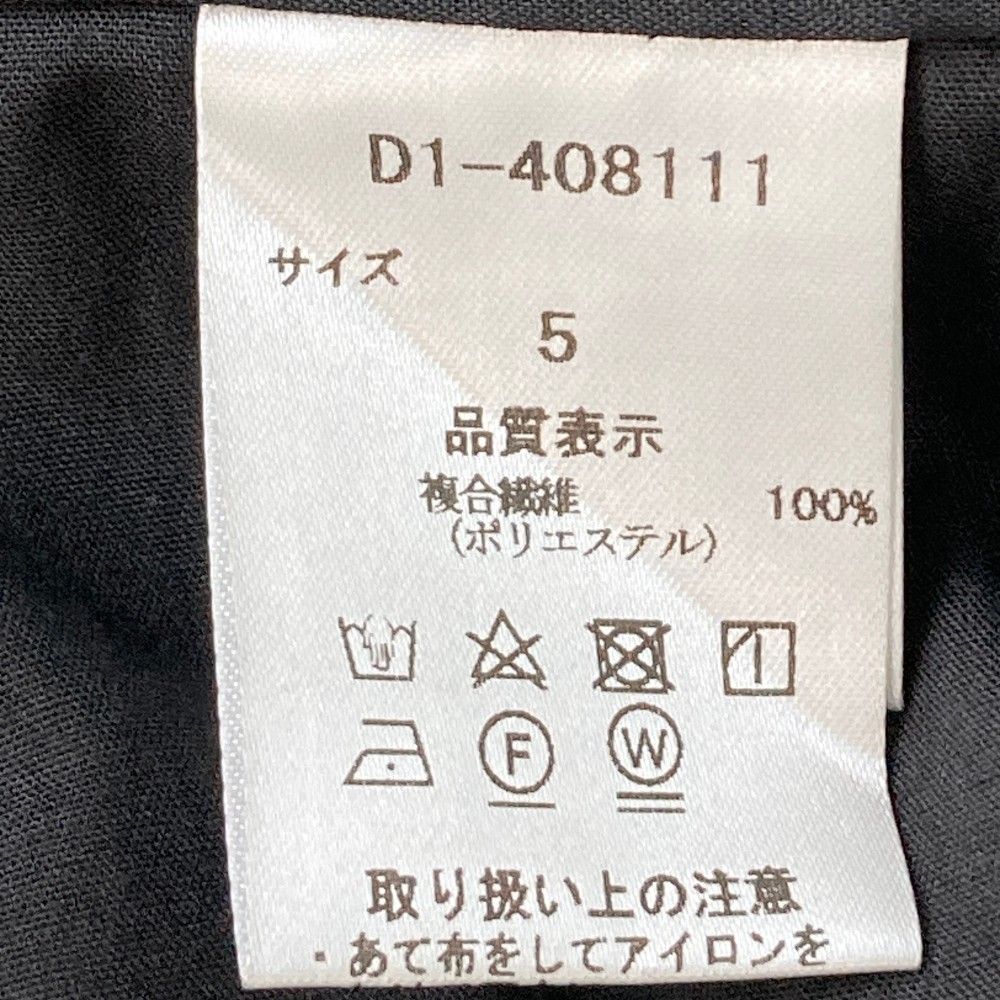 D1-408111
サイズ
5
品質表示
複合繊維 100%
(ポリエステル)
F W
取り扱い上の注意
・あて布をしてアイロンを